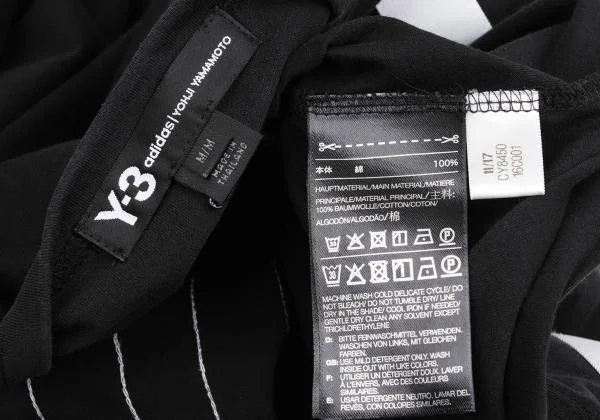 Y-3
adidas | YOHJI YAMAMOTO
M/M
MADE IN
THAILAND
本体 綿 100%
HAUPTMATERIAL/MAIN MATERIAL/MATIERE
PRINCIPALE/MATERIAL PRINCIPAL/主料:
100% BAUMWOLLE/COTTON/COTON/
ALGODÓN/ALGODÃO/棉
MACHINE WASH COLD DELICATE CYCLE/ DO
NOT BLEACH/ DO NOT TUMBLE DRY/ LINE
DRY IN THE SHADE/ COOL IRON IF NEEDED/
GENTLE DRY CLEAN ANY SOLVENT EXCEPT
TRICHLORETHYLENE
D: BITTE FEINWASCHMITTEL VERWENDEN.
WASCHEN VON LINKS, MIT GLEICHEN
FARBEN.
GB: USE MILD DETERGENT ONLY. WASH
INSIDE OUT WITH LIKE COLORS.
F: UTILISER UN DÉTERGENT DOUX. LAVER
À L'ENVERS, AVEC DES COULEURS
SIMILAIRES.
E: USAR DETERGENTE NEUTRO. LAVAR DEL
REVÉS, CON COLORES SIMILARES.
11/17
CY8450
16C001